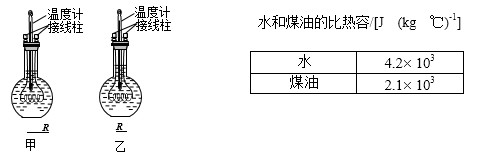 温度计
接线柱
R
甲
温度计
接线柱
R
乙
水和煤油的比热容/[J (kg ℃)-1]
水 4.2× 10³
煤油 2.1× 10³